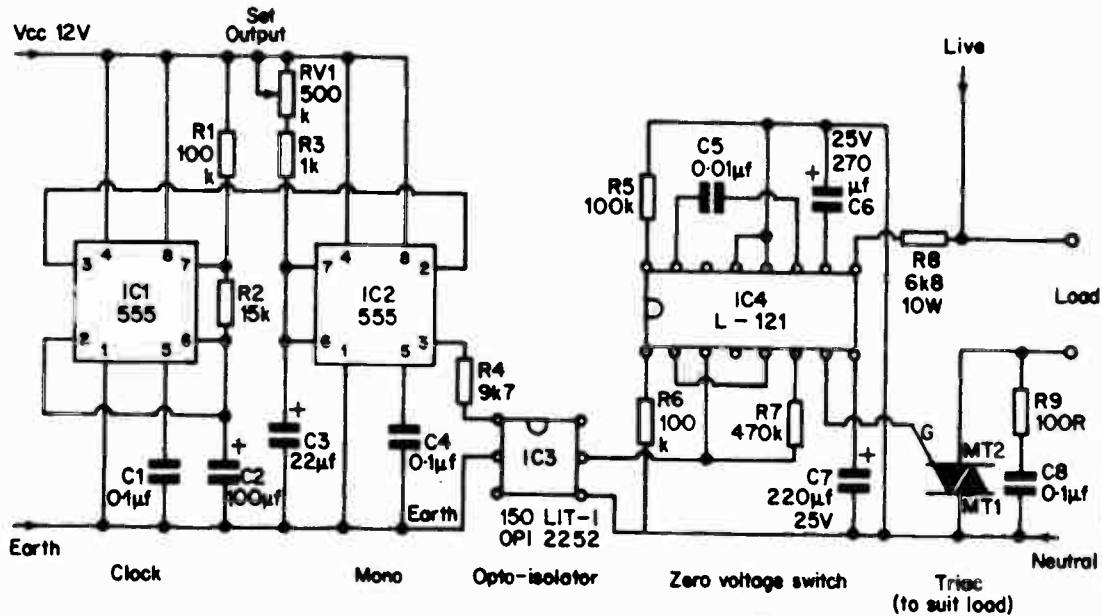 Vcc 12V
Set
Output
RV1
500
k
R1
100
k
R3
1k
Live
3
4
8
7
IC1
555
2
1
5
6
R2
15k
7
4
8
2
IC2
555
6
1
5
3
R4
9k7
C1
0·1µf
C2
100µf
+
C3
22µf
+
C4
0·1µf
Earth
Earth
IC3
150 LIT-1
OPI 2252
R5
100k
C5
0·01µf
25V
270
µf
C6
+
R8
6k8
10W
IC4
L-121
Load
R6
100
k
R7
470k
C7
220µf
25V
+
G
MT2
MT1
R9
100R
C8
0·1µf
Neutral
Clock
Mono
Opto-isolator
Zero voltage switch
Triac
(to suit load)